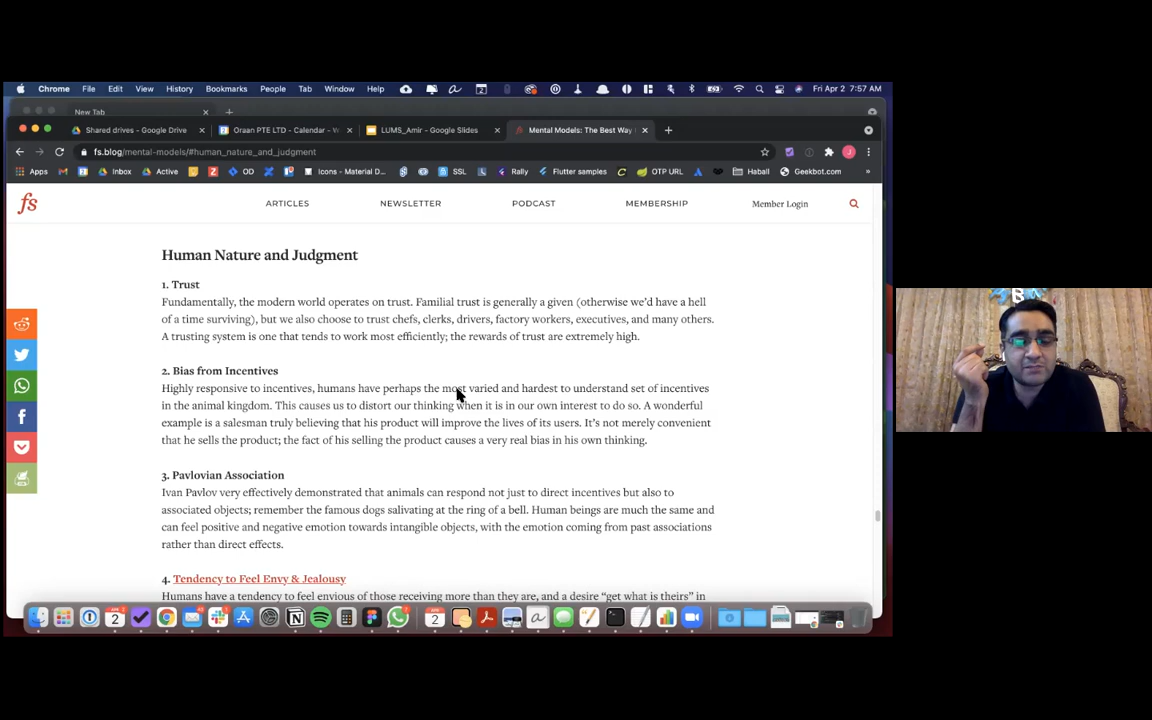 Chrome File Edit View History Bookmarks People Tab Window Help Fri Apr 2 7:57 AM
New Tab
Shared drives - Google Drive Oraan PTE LTD - Calendar - LUMS_Amir - Google Slides Mental Models: The Best Way
fs.blog/mental-models/#human_nature_and_judgment
Apps Inbox Active OD Icons - Material D... SSL Rally Flutter samples OTP URL Haball Geekbot.com »
fs ARTICLES NEWSLETTER PODCAST MEMBERSHIP Member Login
Human Nature and Judgment
1. Trust
Fundamentally, the modern world operates on trust. Familial trust is generally a given (otherwise we'd have a hell
of a time surviving), but we also choose to trust chefs, clerks, drivers, factory workers, executives, and many others.
A trusting system is one that tends to work most efficiently; the rewards of trust are extremely high.
2. Bias from Incentives
Highly responsive to incentives, humans have perhaps the most varied and hardest to understand set of incentives
in the animal kingdom. This causes us to distort our thinking when it is in our own interest to do so. A wonderful
example is a salesman truly believing that his product will improve the lives of its users. It's not merely convenient
that he sells the product; the fact of his selling the product causes a very real bias in his own thinking.
3. Pavlovian Association
Ivan Pavlov very effectively demonstrated that animals can respond not just to direct incentives but also to
associated objects; remember the famous dogs salivating at the ring of a bell. Human beings are much the same and
can feel positive and negative emotion towards intangible objects, with the emotion coming from past associations
rather than direct effects.
4. Tendency to Feel Envy & Jealousy
Humans have a tendency to feel envious of those receiving more than they are, and a desire “get what is theirs” in